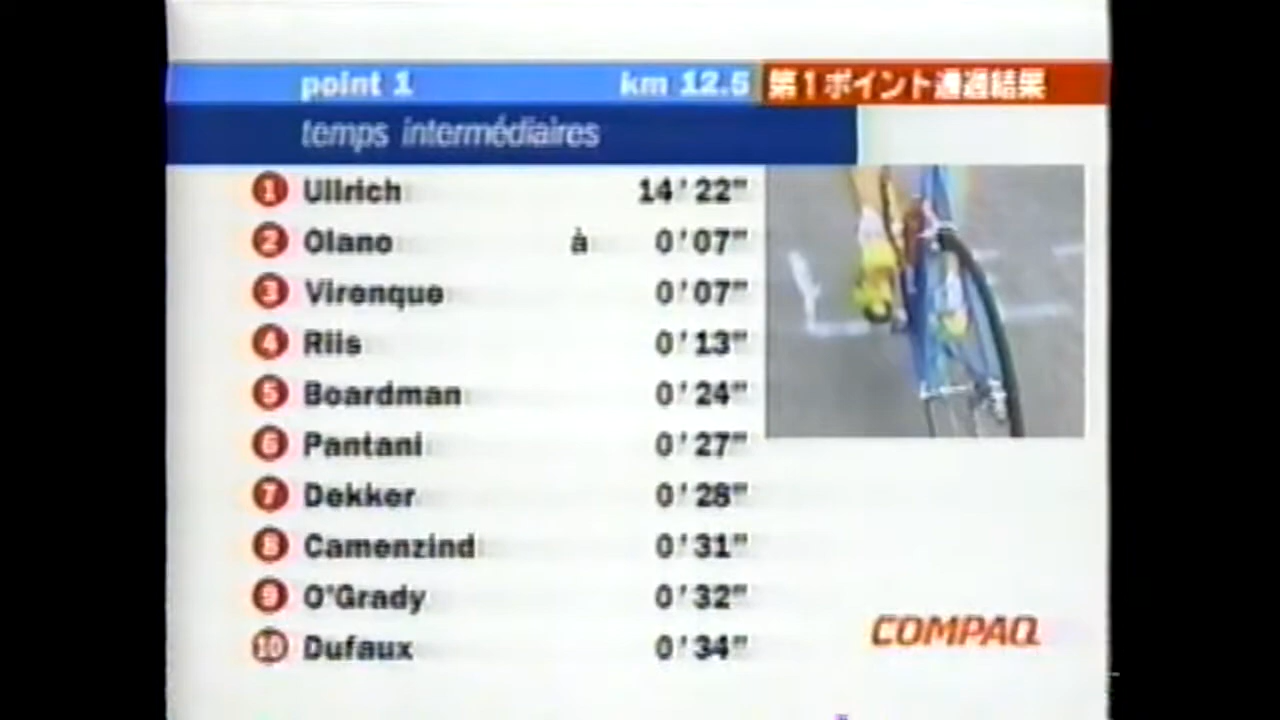 point 1 km 12.5 第1ポイント通過結果
temps intermédiaires
1 Ullrich 14'22"
2 Olano à 0'07"
3 Virenque 0'07"
4 Riis 0'13"
5 Boardman 0'24"
6 Pantani 0'27"
7 Dekker 0'28"
8 Camenzind 0'31"
9 O'Grady 0'32"
10 Dufaux 0'34"
COMPAQ